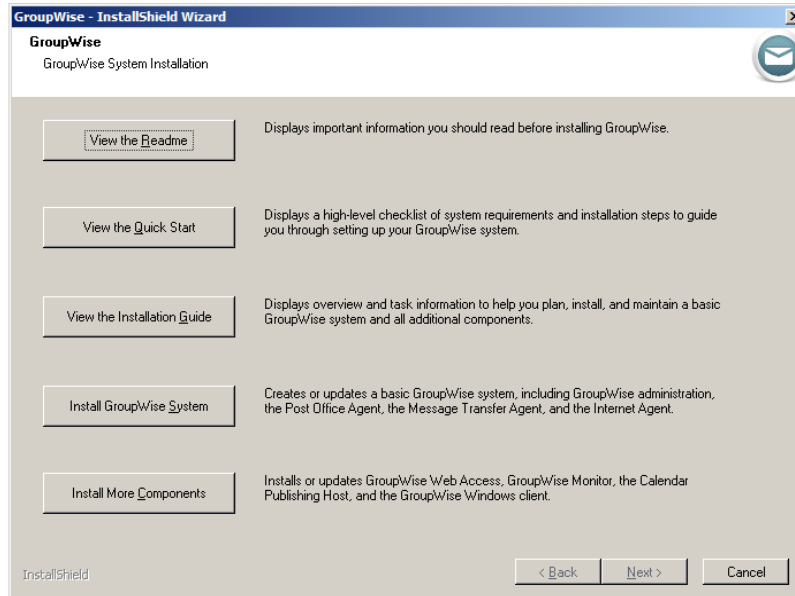 GroupWise - InstallShield Wizard
GroupWise
GroupWise System Installation
View the Readme
Displays important information you should read before installing GroupWise.
View the Quick Start
Displays a high-level checklist of system requirements and installation steps to guide
you through setting up your GroupWise system.
View the Installation Guide
Displays overview and task information to help you plan, install, and maintain a basic
GroupWise system and all additional components.
Install GroupWise System
Creates or updates a basic GroupWise system, including GroupWise administration,
the Post Office Agent, the Message Transfer Agent, and the Internet Agent.
Install More Components
Installs or updates GroupWise Web Access, GroupWise Monitor, the Calendar
Publishing Host, and the GroupWise Windows client.
InstallShield
< Back
Next >
Cancel